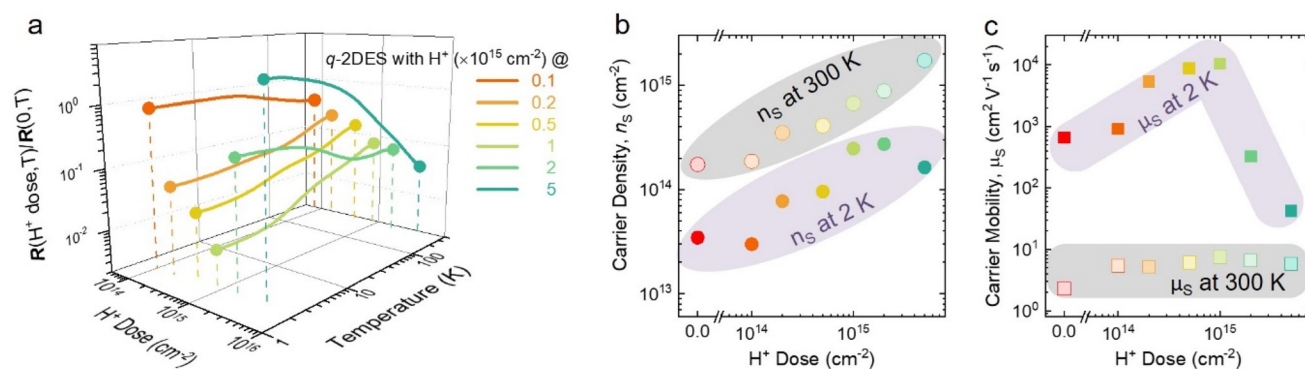 a
q-2DES with H⁺ (×10¹⁵ cm⁻²) @
0.1
0.2
0.5
1
2
5
R(H⁺ dose,T)/R(0,T)
10⁰
10⁻¹
10⁻²
10¹⁴
10¹⁵
10¹⁶
H⁺ Dose (cm⁻²)
1
10
100
Temperature (K)
b
Carrier Density, nS (cm⁻²)
10¹⁵
10¹⁴
10¹³
nS at 300 K
nS at 2 K
0.0
10¹⁴
10¹⁵
H⁺ Dose (cm⁻²)
c
Carrier Mobility, μS (cm² V⁻¹ s⁻¹)
10⁴
10³
10²
10¹
10⁰
μS at 2 K
μS at 300 K
0.0
10¹⁴
10¹⁵
H⁺ Dose (cm⁻²)